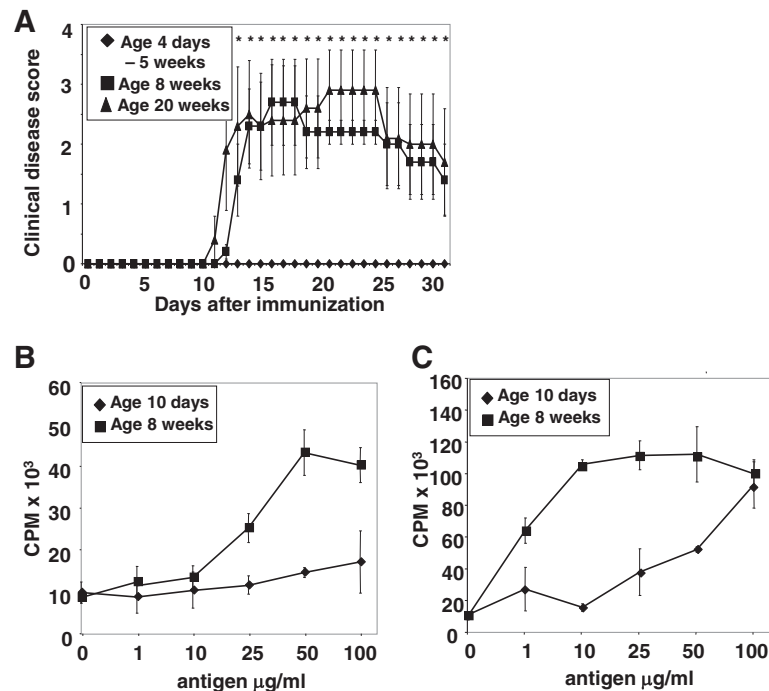 A
Clinical disease score
4
3
2
1
0
Age 4 days
– 5 weeks
Age 8 weeks
Age 20 weeks
* * * * * * * * * * * * * * * * * *
0 5 10 15 20 25 30
Days after immunization
B
CPM x 10³
60
50
40
30
20
10
0
Age 10 days
Age 8 weeks
0 1 10 25 50 100
antigen µg/ml
C
CPM x 10³
160
140
120
100
80
60
40
20
0
Age 10 days
Age 8 weeks
0 1 10 25 50 100
antigen µg/ml